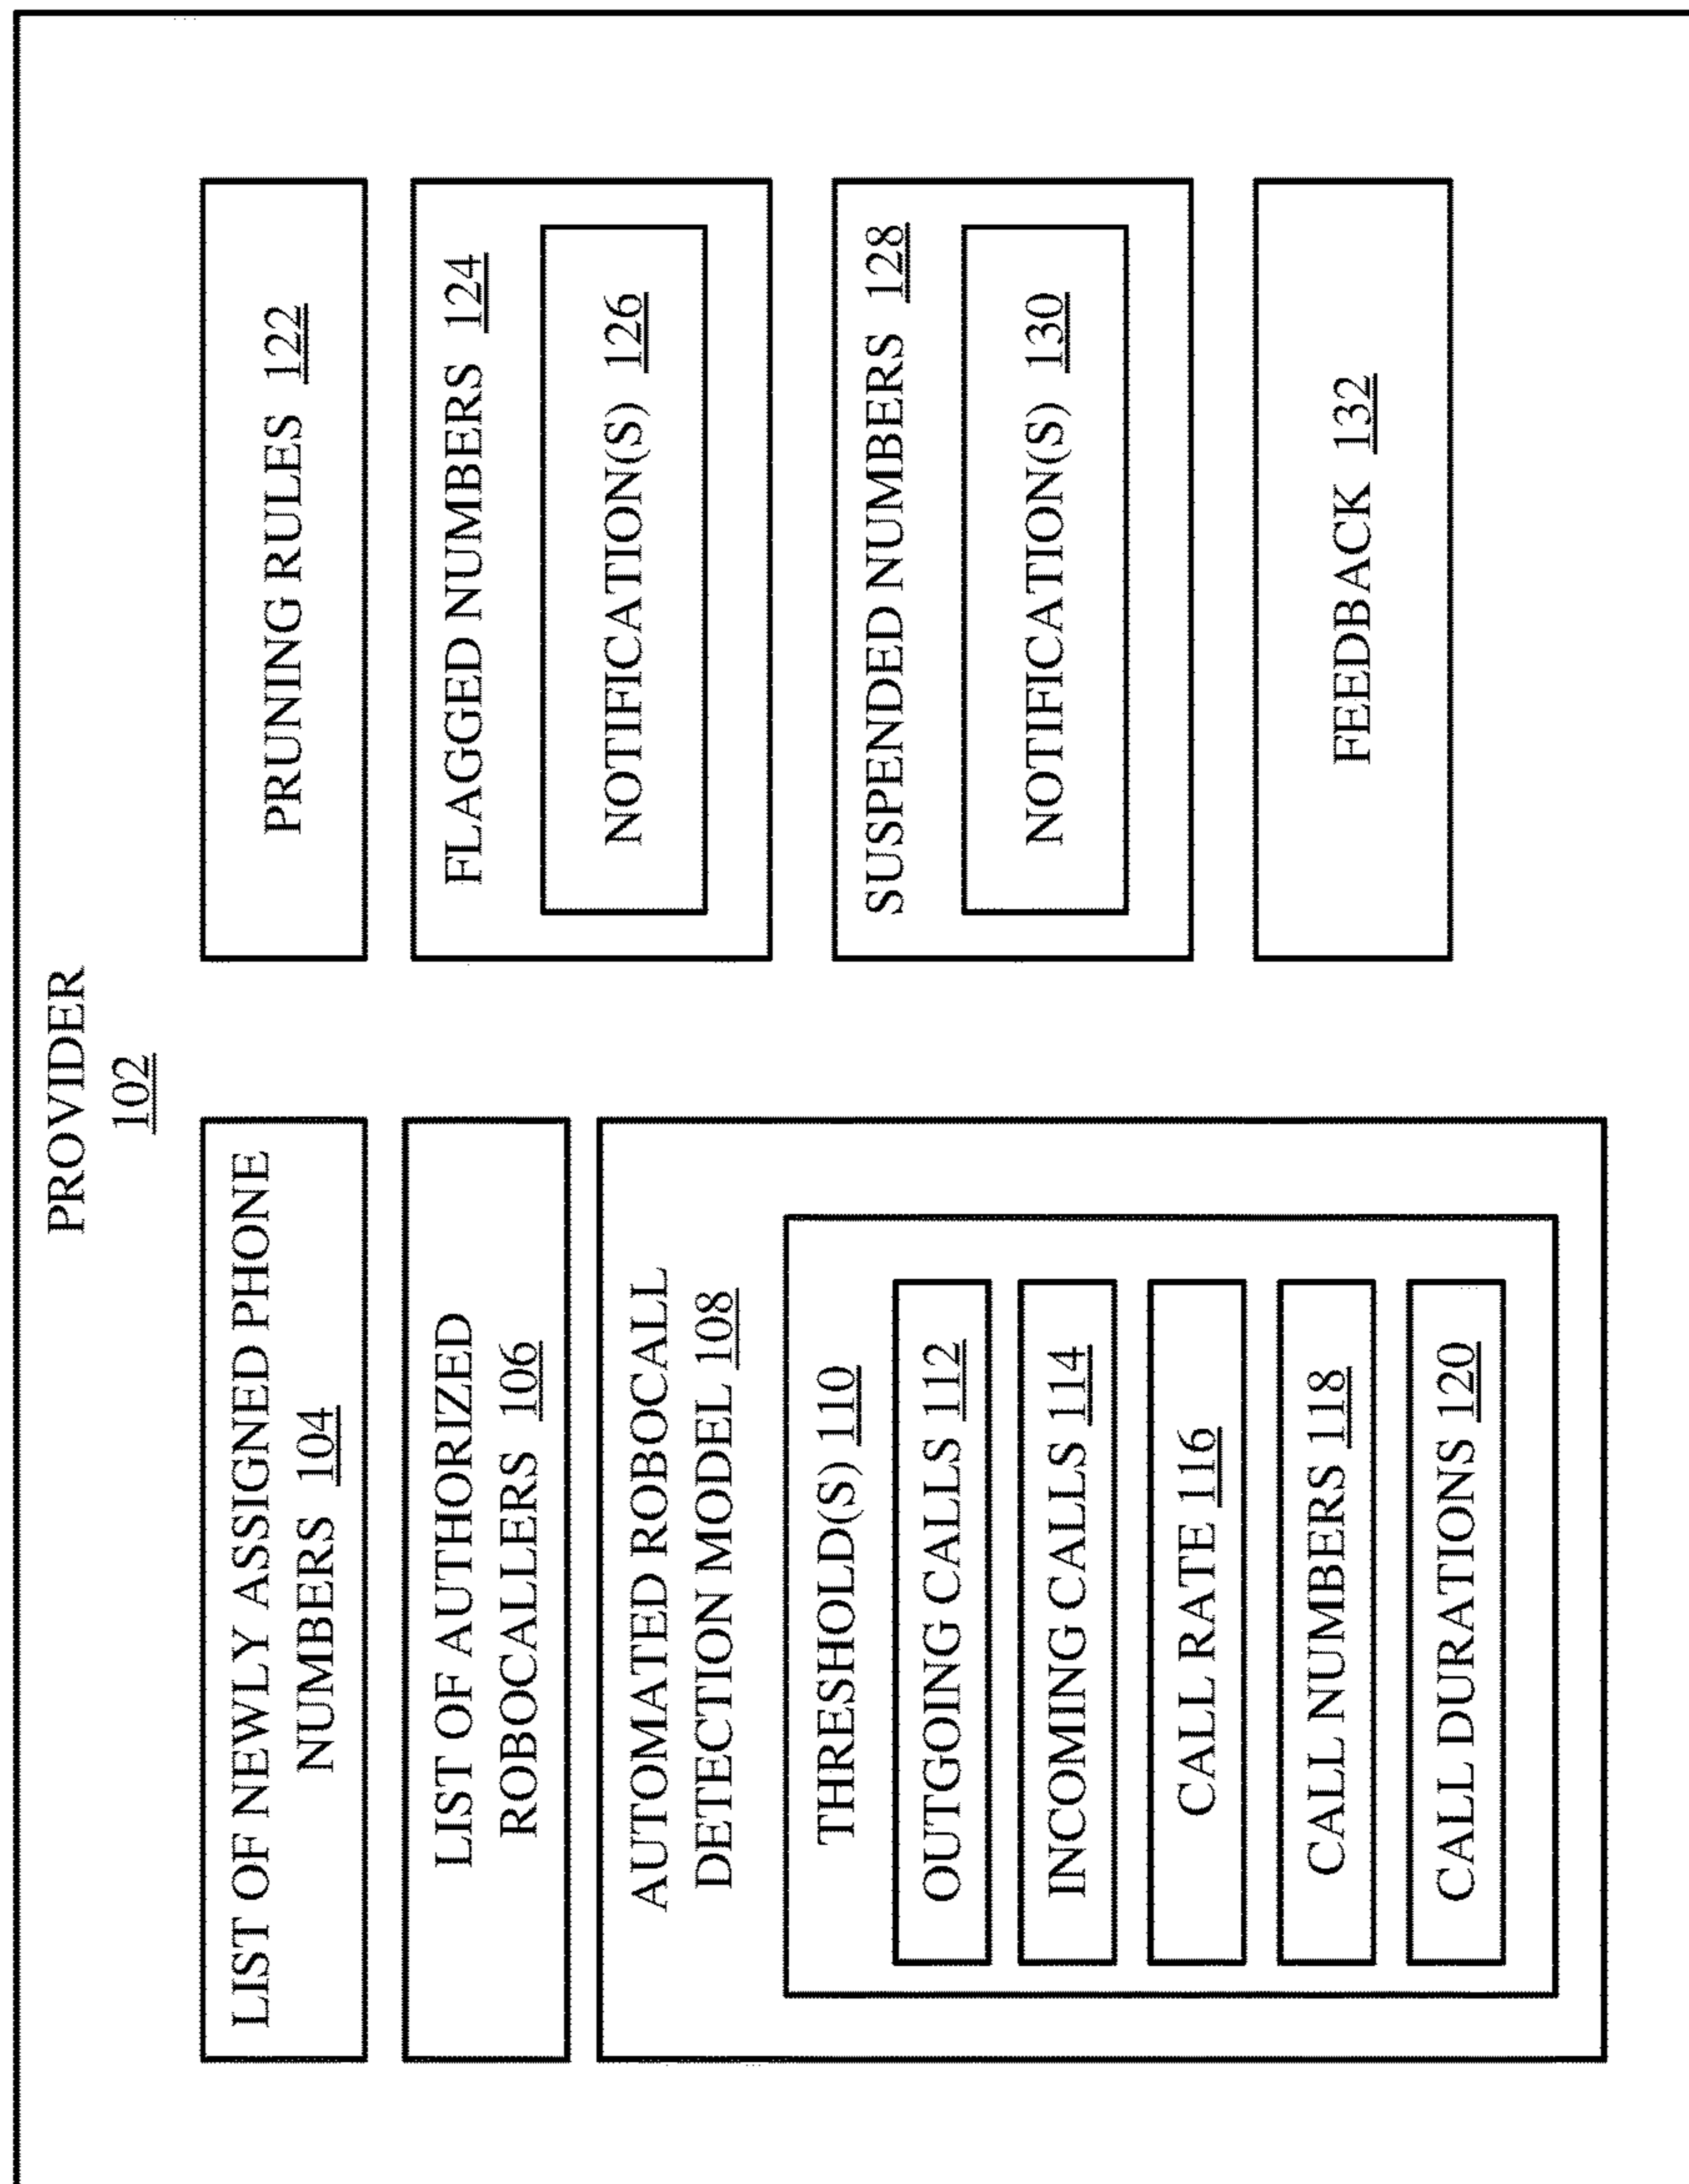 PROVIDER
102
LIST OF NEWLY ASSIGNED PHONE
NUMBERS 104
LIST OF AUTHORIZED
ROBOCALLERS 106
AUTOMATED ROBOCALL
DETECTION MODEL 108
THRESHOLD(S) 110
OUTGOING CALLS 112
INCOMING CALLS 114
CALL RATE 116
CALL NUMBERS 118
CALL DURATIONS 120
PRUNING RULES 122
FLAGGED NUMBERS 124
NOTIFICATION(S) 126
SUSPENDED NUMBERS 128
NOTIFICATION(S) 130
FEEDBACK 132